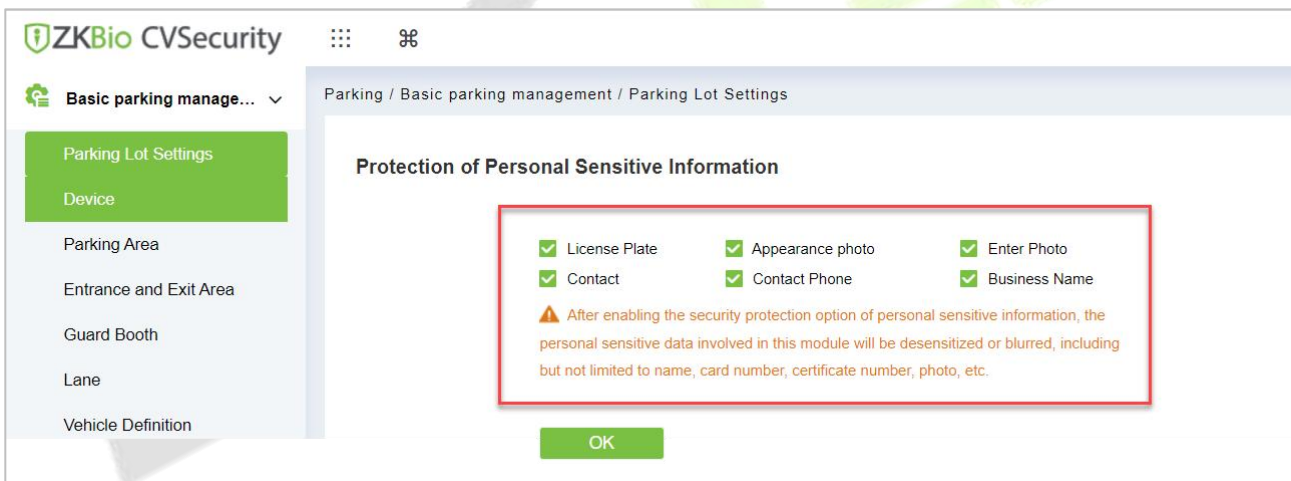 ZKBio CVSecurity
Basic parking manage...
Parking / Basic parking management / Parking Lot Settings
Parking Lot Settings
Device
Parking Area
Entrance and Exit Area
Guard Booth
Lane
Vehicle Definition
Protection of Personal Sensitive Information
License Plate Appearance photo Enter Photo
Contact Contact Phone Business Name
After enabling the security protection option of personal sensitive information, the
personal sensitive data involved in this module will be desensitized or blurred, including
but not limited to name, card number, certificate number, photo, etc.
OK